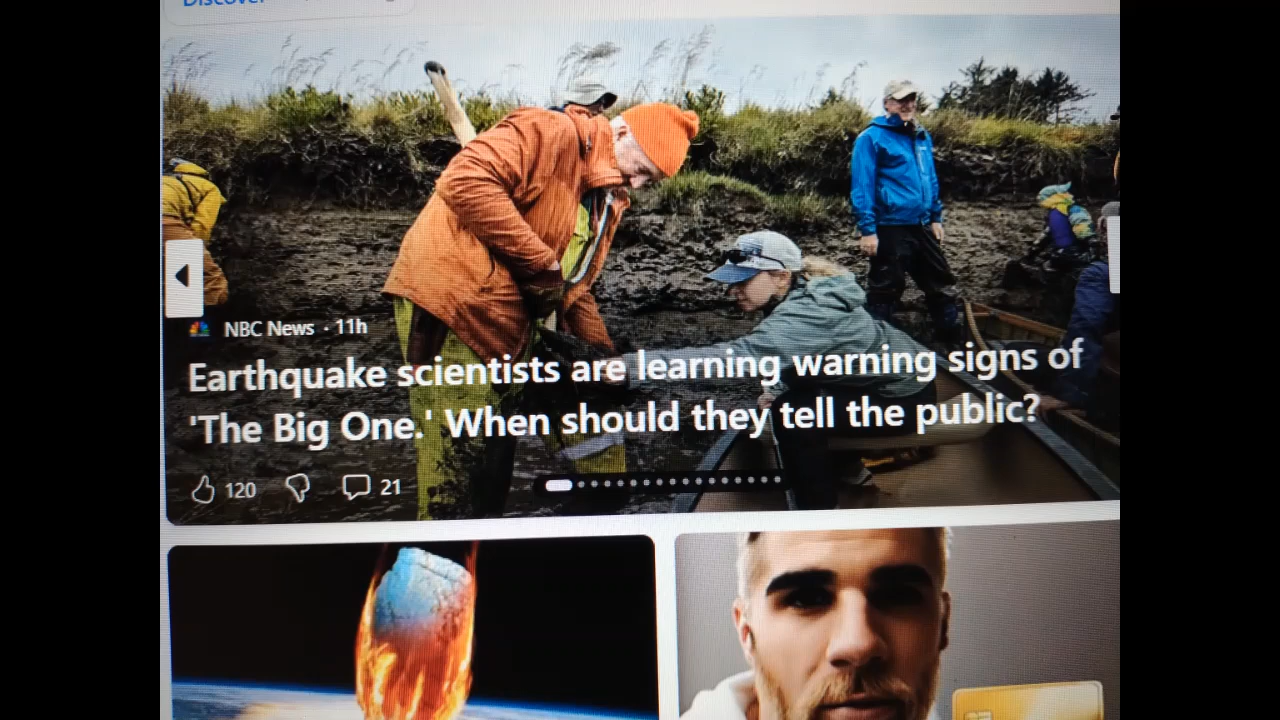 Discover
NBC News · 11h
Earthquake scientists are learning warning signs of
'The Big One.' When should they tell the public?
120
21